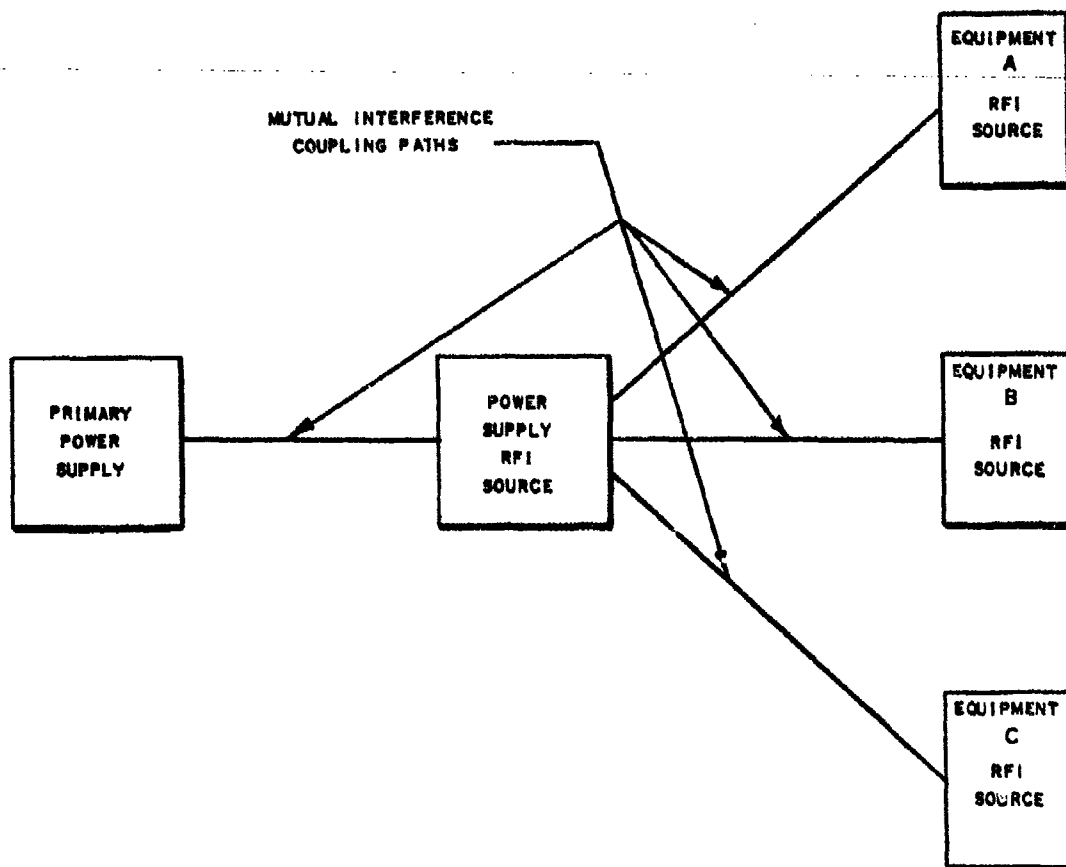 EQUIPMENT
A
RFI
SOURCE
MUTUAL INTERFERENCE
COUPLING PATHS
PRIMARY
POWER
SUPPLY
POWER
SUPPLY
RFI
SOURCE
EQUIPMENT
B
RFI
SOURCE
EQUIPMENT
C
RFI
SOURCE